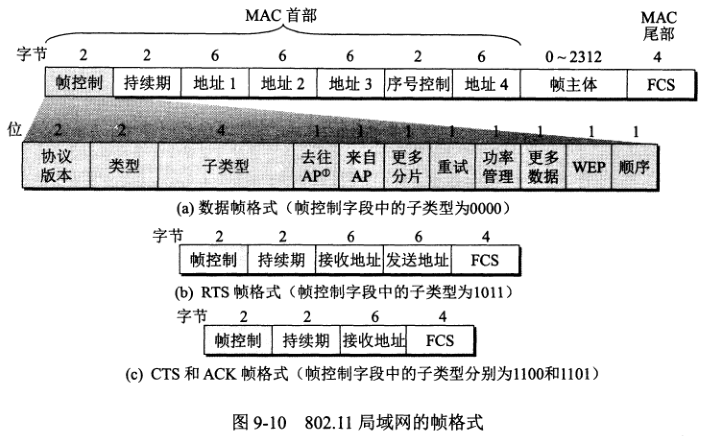 MAC 首部
MAC
尾部
字节 2 2 6 6 6 2 6 0～2312 4
帧控制 持续期 地址 1 地址 2 地址 3 序号控制 地址 4 帧主体 FCS
位 2 2 4 1 1 1 1 1 1 1 1
协议版本 类型 子类型 去往AP① 来自AP 更多分片 重试 功率管理 更多数据 WEP 顺序
(a) 数据帧格式（帧控制字段中的子类型为0000）
字节 2 2 6 6 4
帧控制 持续期 接收地址 发送地址 FCS
(b) RTS 帧格式（帧控制字段中的子类型为1011）
字节 2 2 6 4
帧控制 持续期 接收地址 FCS
(c) CTS 和 ACK 帧格式（帧控制字段中的子类型分别为1100和1101）
图 9-10 802.11 局域网的帧格式